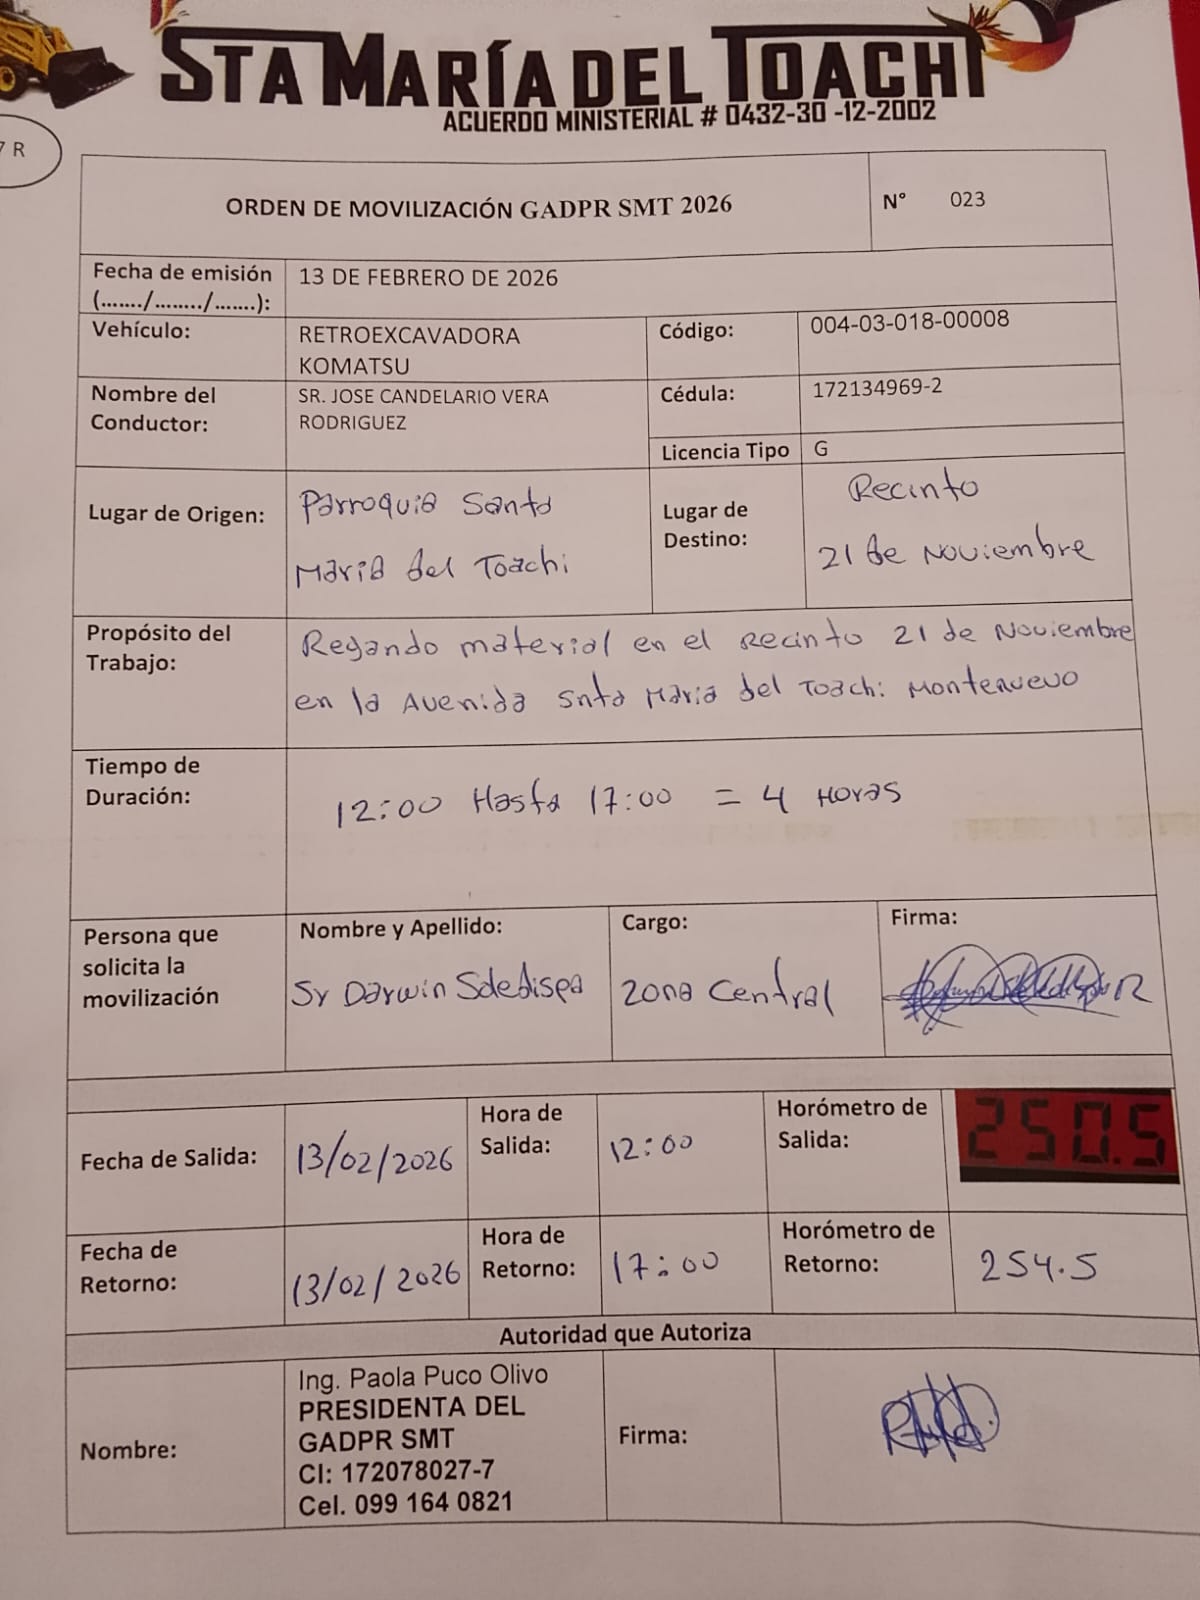 STA MARÍA DEL TOACHI
ACUERDO MINISTERIAL # 0432-30 -12-2002
7 R
ORDEN DE MOVILIZACIÓN GADPR SMT 2026
N° 023
Fecha de emisión
(......./......../.......):
13 DE FEBRERO DE 2026
Vehículo:
RETROEXCAVADORA
KOMATSU
Código:
004-03-018-00008
Nombre del
Conductor:
SR. JOSE CANDELARIO VERA
RODRIGUEZ
Cédula:
172134969-2
Licencia Tipo
G
Lugar de Origen:
Parroquia Santa
Maria del Toachi
Lugar de
Destino:
Recinto
21 de Noviembre
Propósito del
Trabajo:
Regando material en el Recinto 21 de Noviembre
en la Avenida Snta Maria del Toachi Montenuevo
Tiempo de
Duración:
12:00 Hasta 17:00 = 4 Horas
Persona que
solicita la
movilización
Nombre y Apellido:
Sr Darwin Soledispa
Cargo:
Zona Central
Firma:
Fecha de Salida:
13/02/2026
Hora de
Salida:
12:00
Horómetro de
Salida:
250.5
Fecha de
Retorno:
13/02/2026
Hora de
Retorno:
17:00
Horómetro de
Retorno:
254.5
Autoridad que Autoriza
Nombre:
Ing. Paola Puco Olivo
PRESIDENTA DEL
GADPR SMT
CI: 172078027-7
Cel. 099 164 0821
Firma: